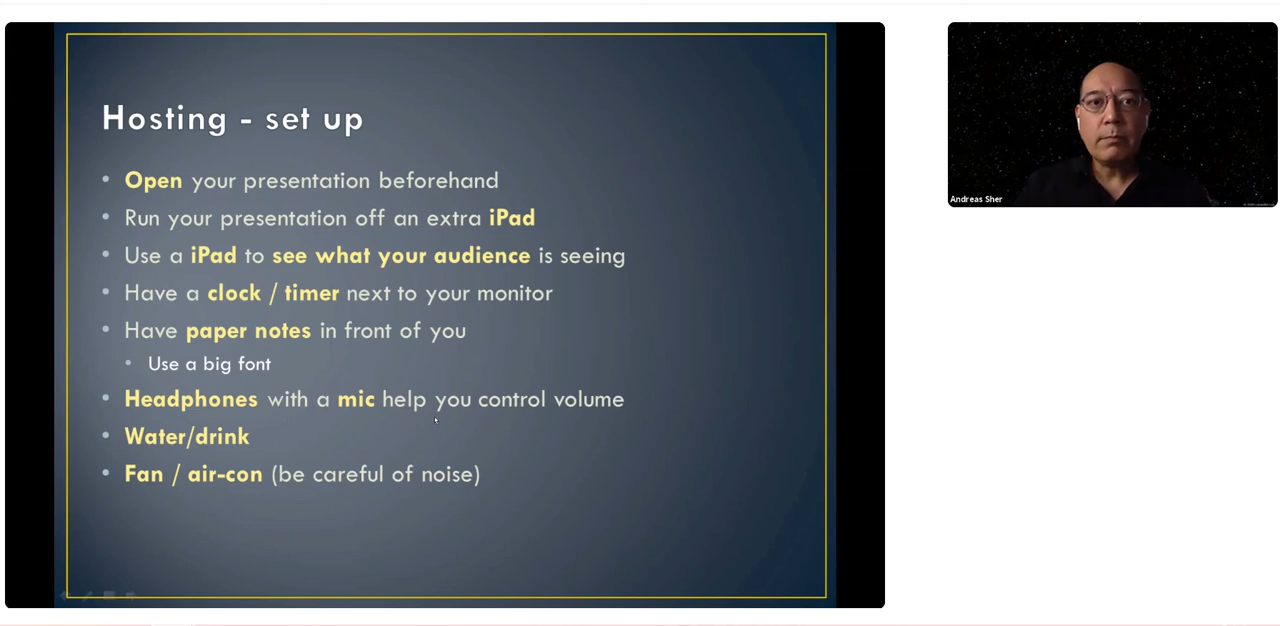 Hosting - set up
• Open your presentation beforehand
• Run your presentation off an extra iPad
• Use a iPad to see what your audience is seeing
• Have a clock / timer next to your monitor
• Have paper notes in front of you
• Use a big font
• Headphones with a mic help you control volume
• Water/drink
• Fan / air-con (be careful of noise)
Andreas Sher